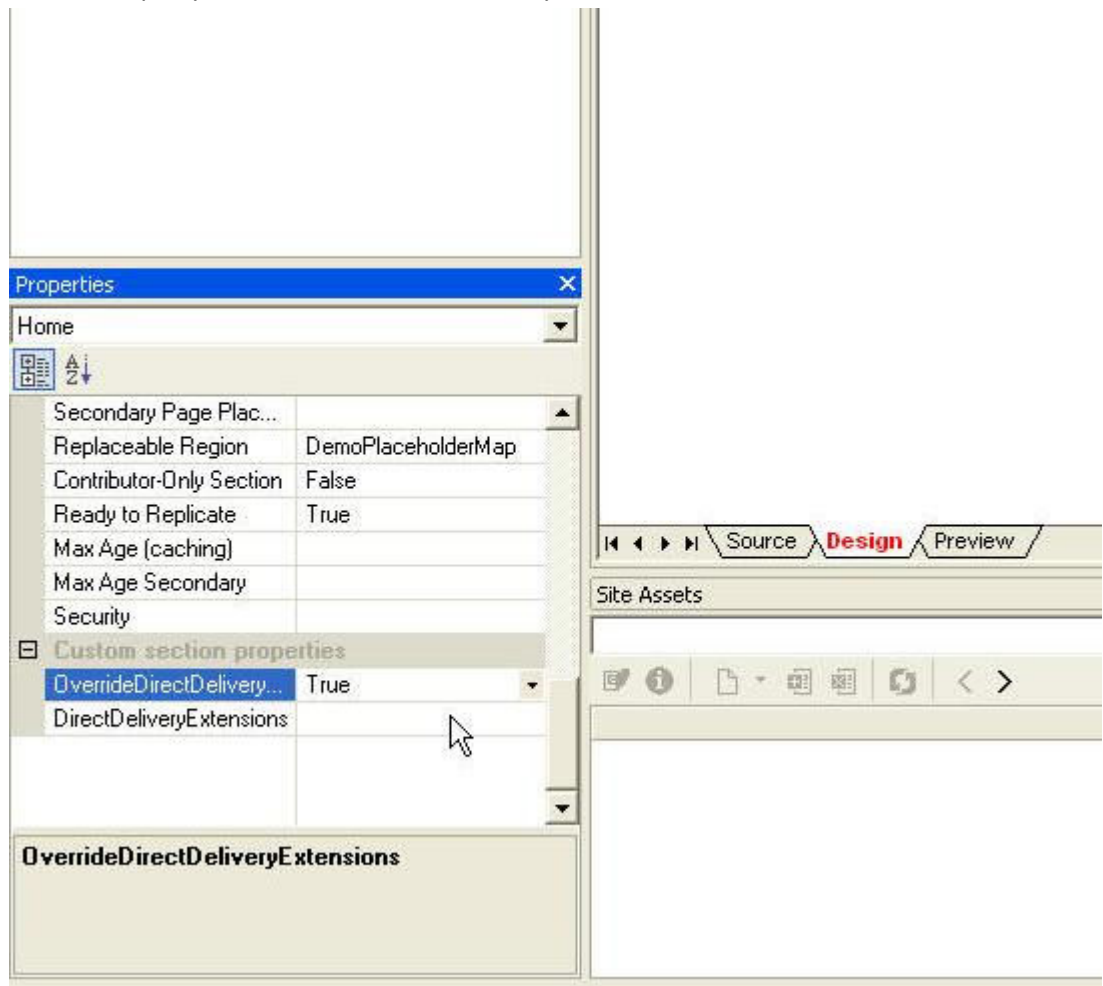 Properties
Home
Secondary Page Plac...
Replaceable Region DemoPlaceholderMap
Contributor-Only Section False
Ready to Replicate True
Max Age (caching)
Max Age Secondary
Security
Custom section properties
OverrideDirectDelivery... True
DirectDeliveryExtensions
OverrideDirectDeliveryExtensions
Source Design Preview
Site Assets